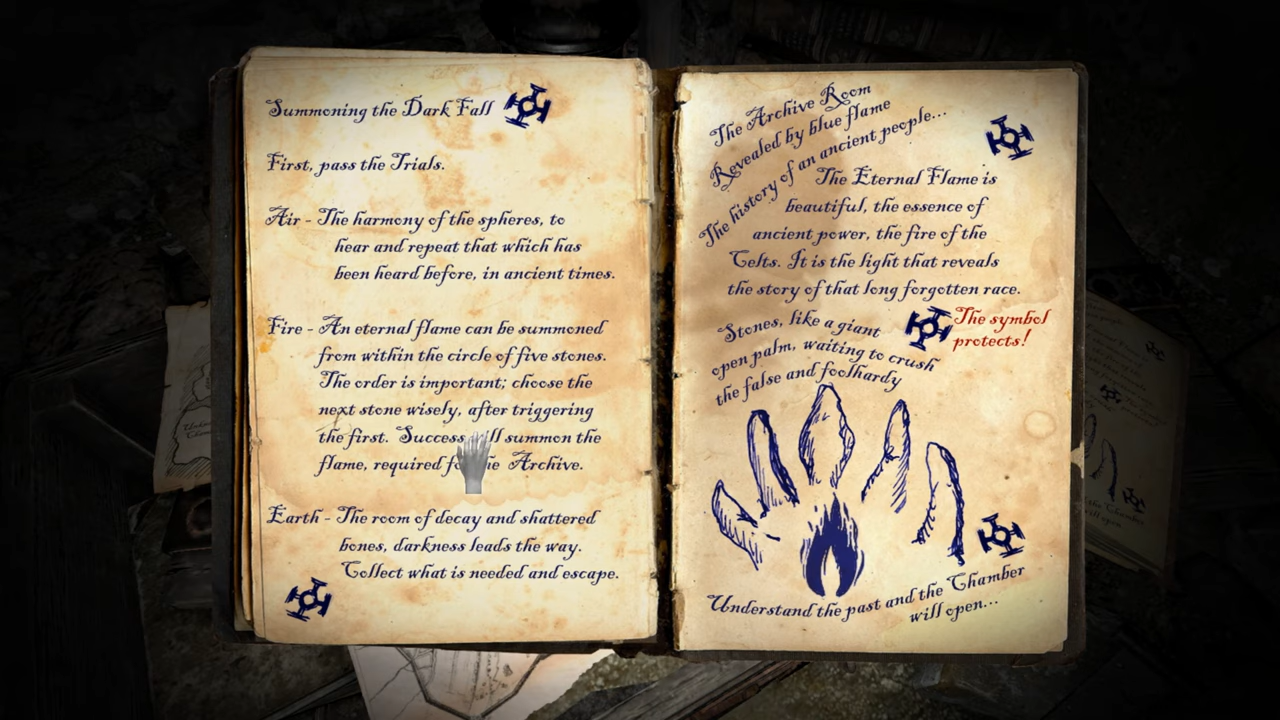 Summoning the Dark Fall
First, pass the Trials.
Air - The harmony of the spheres, to
hear and repeat that which has
been heard before, in ancient times.
Fire - An eternal flame can be summoned
from within the circle of five stones.
The order is important; choose the
next stone wisely, after triggering
the first. Success will summon the
flame, required for the Archive.
Earth - The room of decay and shattered
bones, darkness leads the way.
Collect what is needed and escape.
The Archive Room
Revealed by blue flame
The history of an ancient people...
The Eternal Flame is
beautiful, the essence of
ancient power, the fire of the
Celts. It is the light that reveals
the story of that long forgotten race.
Stones, like a giant
open palm, waiting to crush
the false and foolhardy
The symbol
protects!
Understand the past and the Chamber
will open...